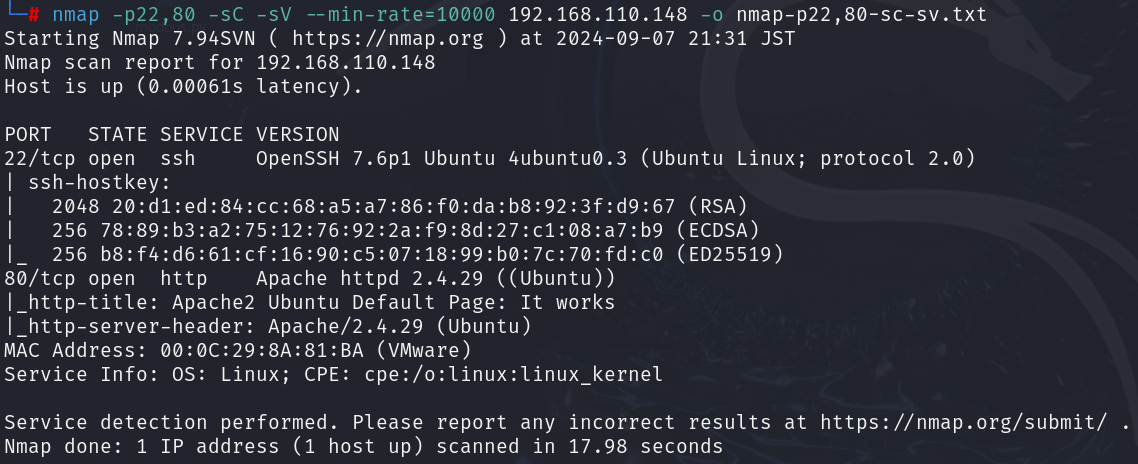 └─# nmap -p22,80 -sC -sV --min-rate=10000 192.168.110.148 -o nmap-p22,80-sc-sv.txt
Starting Nmap 7.94SVN ( https://nmap.org ) at 2024-09-07 21:31 JST
Nmap scan report for 192.168.110.148
Host is up (0.00061s latency).

PORT   STATE SERVICE VERSION
22/tcp open  ssh     OpenSSH 7.6p1 Ubuntu 4ubuntu0.3 (Ubuntu Linux; protocol 2.0)
| ssh-hostkey:
|   2048 20:d1:ed:84:cc:68:a5:a7:86:f0:da:b8:92:3f:d9:67 (RSA)
|   256 78:89:b3:a2:75:12:76:92:2a:f9:8d:27:c1:08:a7:b9 (ECDSA)
|_  256 b8:f4:d6:61:cf:16:90:c5:07:18:99:b0:7c:70:fd:c0 (ED25519)
80/tcp open  http    Apache httpd 2.4.29 ((Ubuntu))
|_http-title: Apache2 Ubuntu Default Page: It works
|_http-server-header: Apache/2.4.29 (Ubuntu)
MAC Address: 00:0C:29:8A:81:BA (VMware)
Service Info: OS: Linux; CPE: cpe:/o:linux:linux_kernel

Service detection performed. Please report any incorrect results at https://nmap.org/submit/ .
Nmap done: 1 IP address (1 host up) scanned in 17.98 seconds